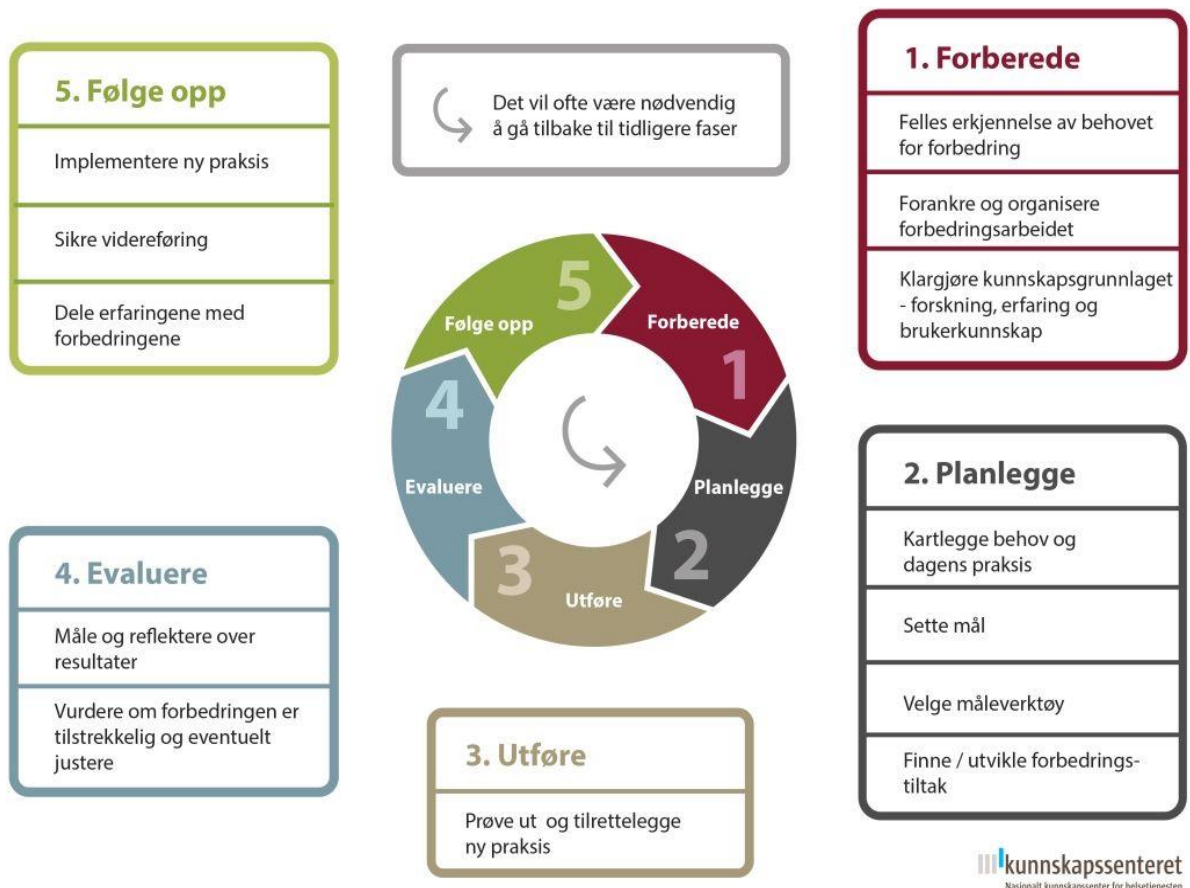 5. Følge opp
Implementere ny praksis
Sikre videreføring
Dele erfaringene med
forbedringene
Det vil ofte være nødvendig
å gå tilbake til tidligere faser
1. Forberede
Felles erkjennelse av behovet
for forbedring
Forankre og organisere
forbedringsarbeidet
Klargjøre kunnskapsgrunnlaget
- forskning, erfaring og
brukerkunnskap
5
Følge opp
Forberede
1
4
Evaluere
Planlegge
2
3
Utføre
2. Planlegge
Kartlegge behov og
dagens praksis
Sette mål
Velge måleverktøy
Finne / utvikle forbedrings-
tiltak
4. Evaluere
Måle og reflektere over
resultater
Vurdere om forbedringen er
tilstrekkelig og eventuelt
justere
3. Utføre
Prøve ut og tilrettelegge
ny praksis
kunnskapssenteret
Nasjonalt kunnskapssenter for helsetjenesten